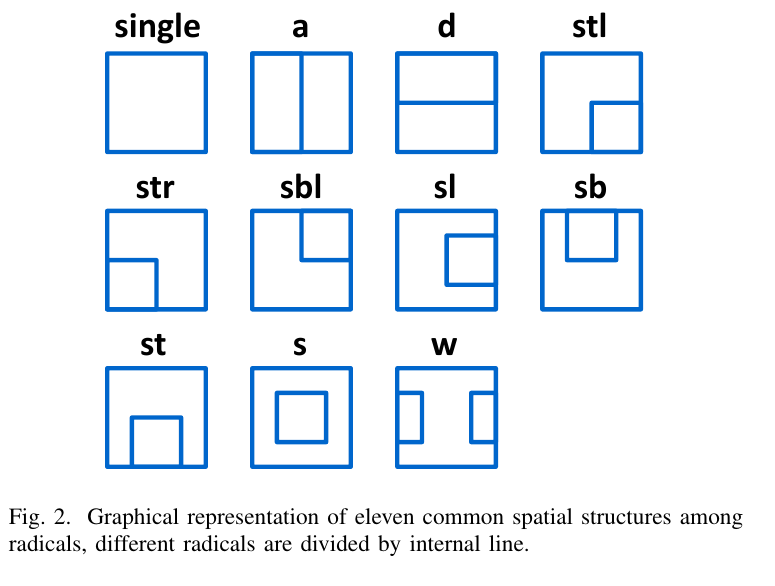 single a d stl
str sbl sl sb
st s w
Fig. 2. Graphical representation of eleven common spatial structures among
radicals, different radicals are divided by internal line.